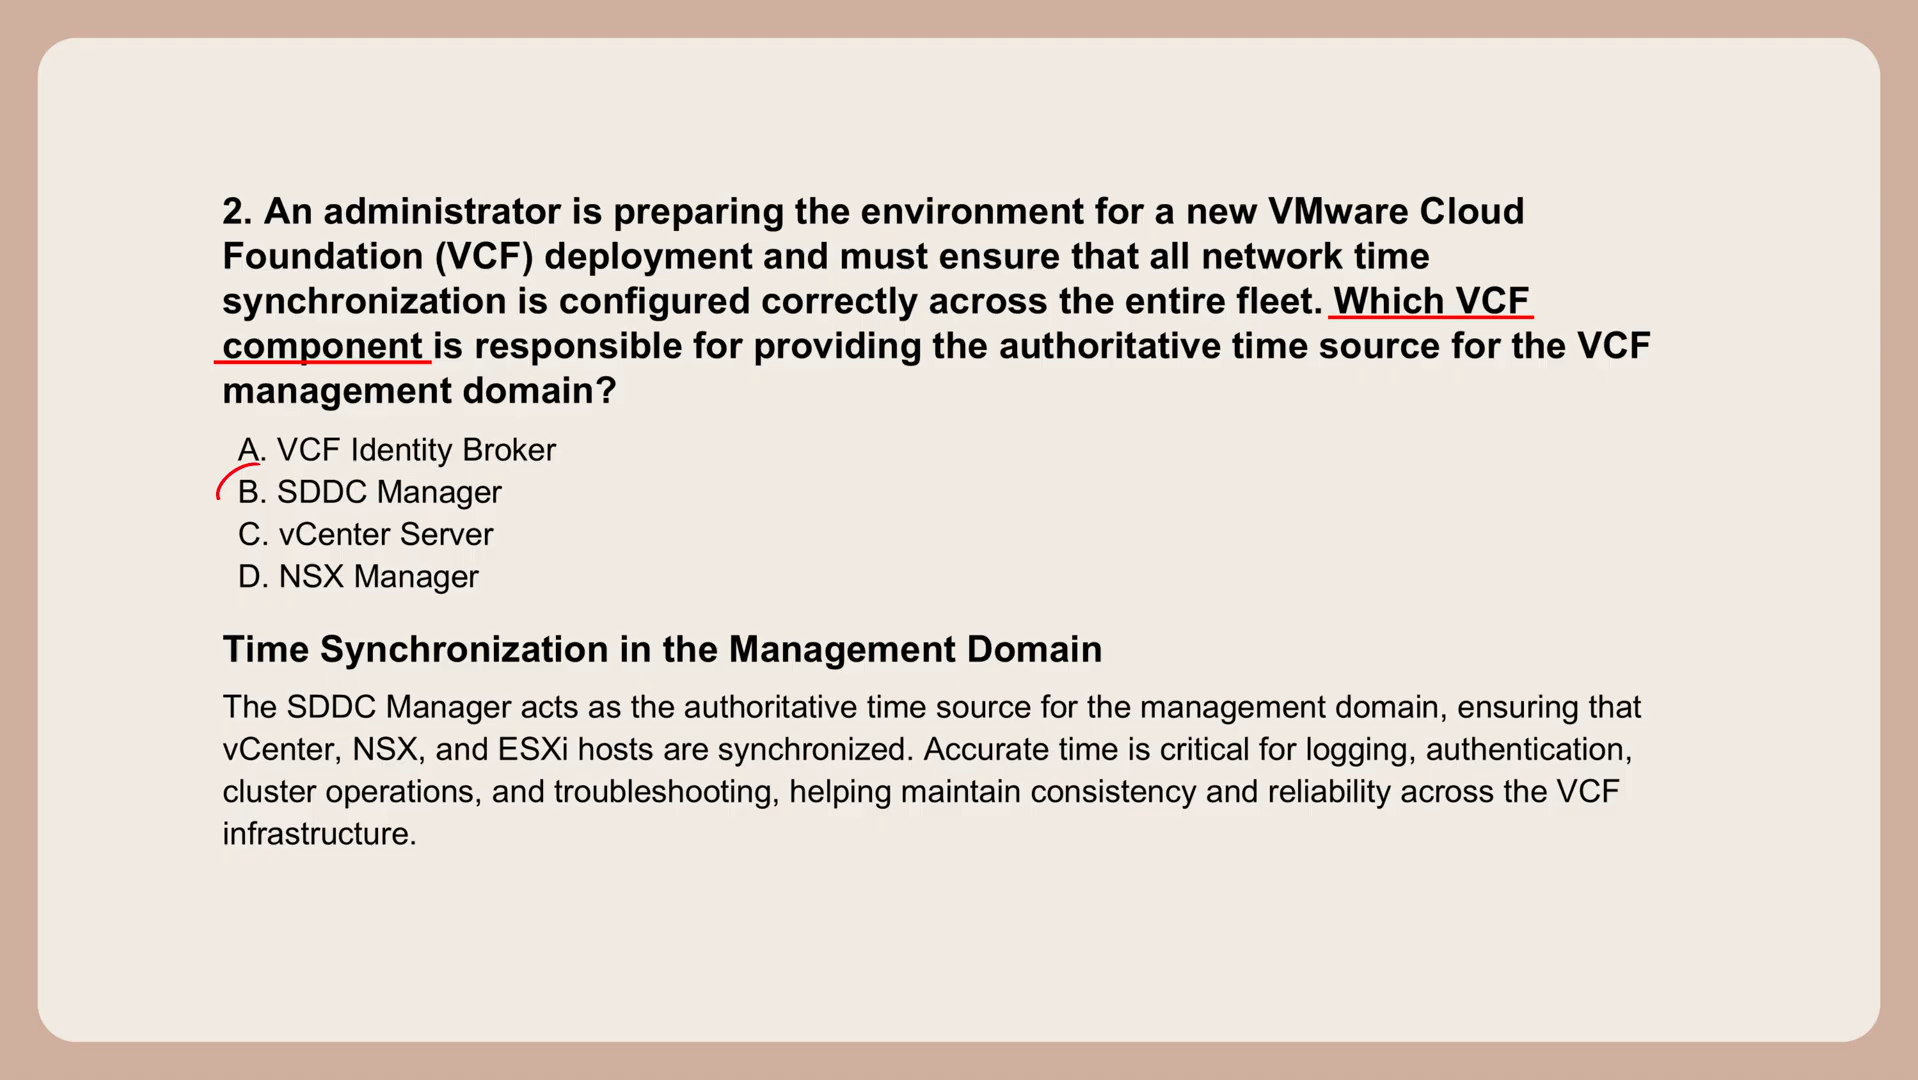 2. An administrator is preparing the environment for a new VMware Cloud
Foundation (VCF) deployment and must ensure that all network time
synchronization is configured correctly across the entire fleet. Which VCF
component is responsible for providing the authoritative time source for the VCF
management domain?
A. VCF Identity Broker
B. SDDC Manager
C. vCenter Server
D. NSX Manager
Time Synchronization in the Management Domain
The SDDC Manager acts as the authoritative time source for the management domain, ensuring that
vCenter, NSX, and ESXi hosts are synchronized. Accurate time is critical for logging, authentication,
cluster operations, and troubleshooting, helping maintain consistency and reliability across the VCF
infrastructure.